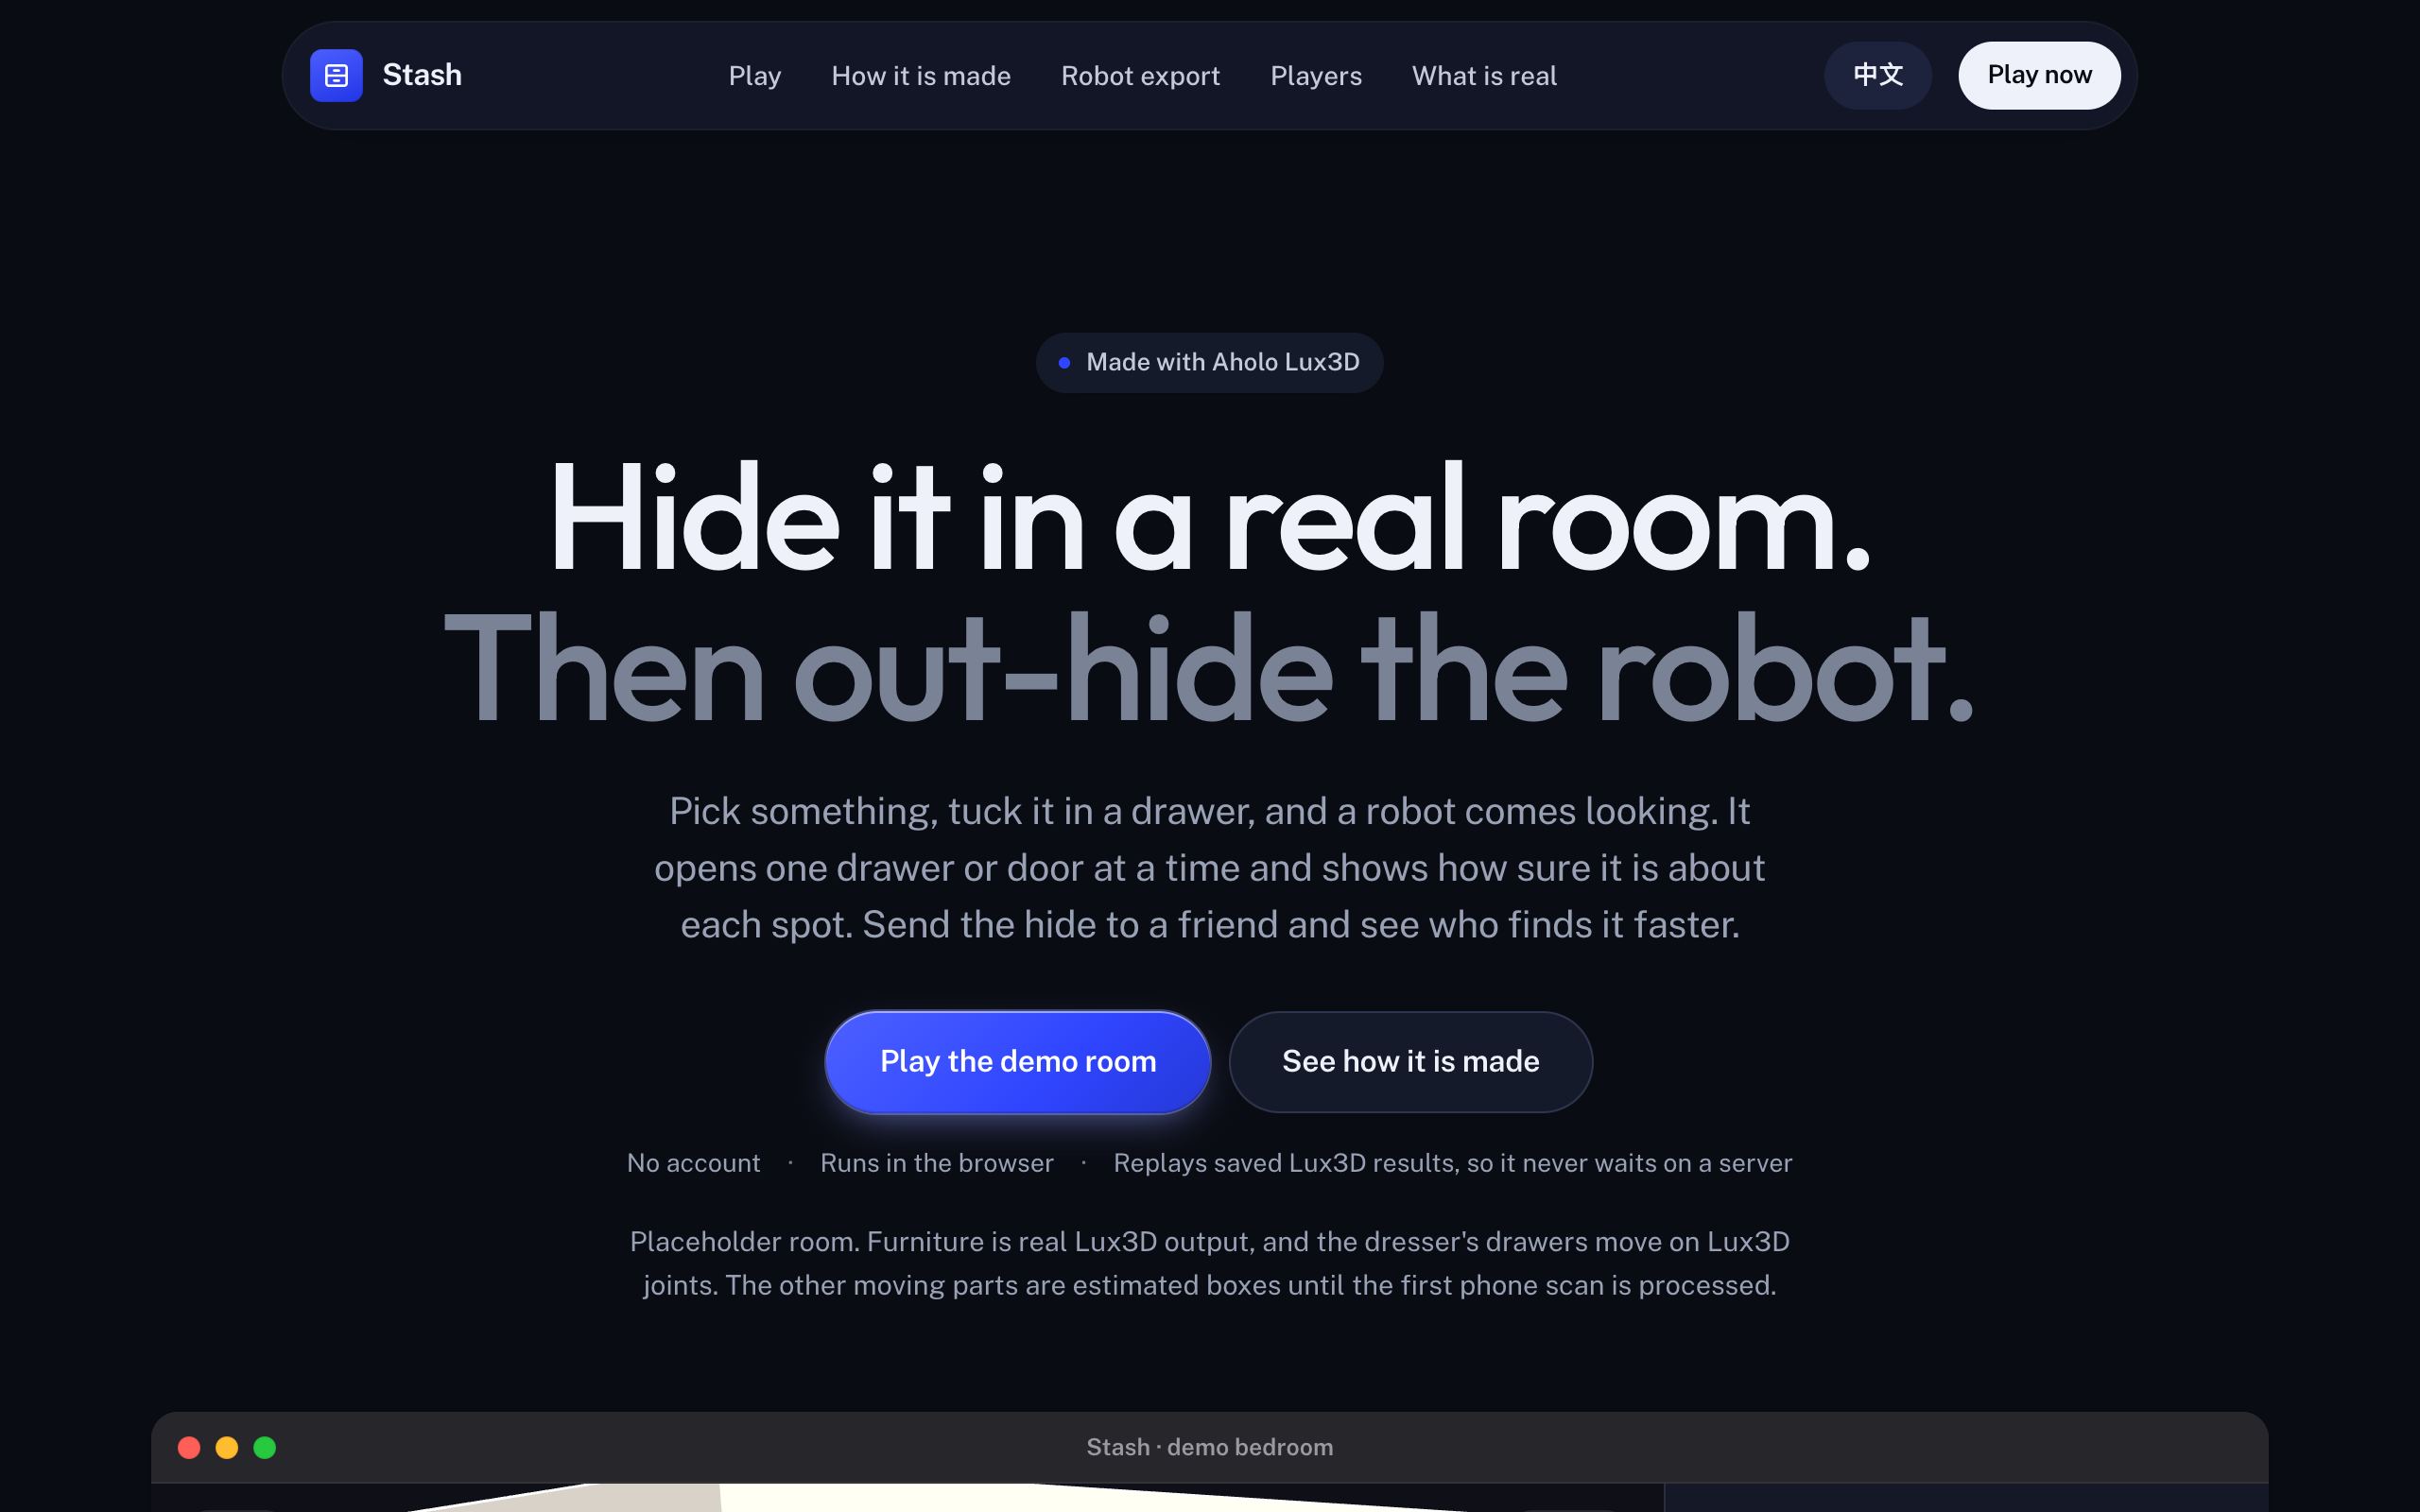 Stash
Play
How it is made
Robot export
Players
What is real
中文
Play now
Made with Aholo Lux3D
Hide it in a real room.
Then out-hide the robot.
Pick something, tuck it in a drawer, and a robot comes looking. It
opens one drawer or door at a time and shows how sure it is about
each spot. Send the hide to a friend and see who finds it faster.
Play the demo room
See how it is made
No account · Runs in the browser · Replays saved Lux3D results, so it never waits on a server
Placeholder room. Furniture is real Lux3D output, and the dresser's drawers move on Lux3D
joints. The other moving parts are estimated boxes until the first phone scan is processed.
Stash · demo bedroom